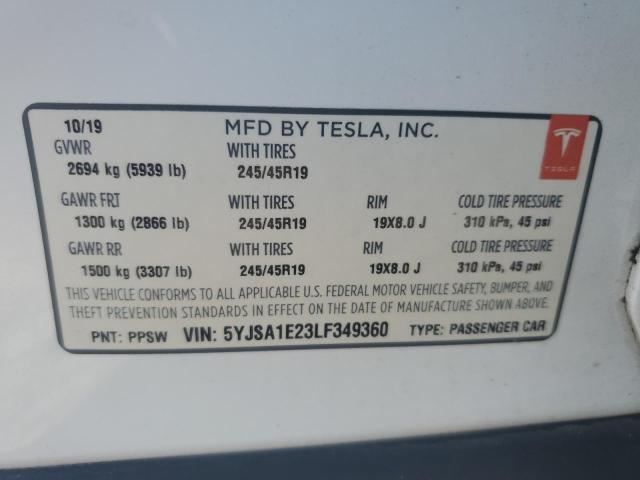 10/19 MFD BY TESLA, INC.
GVWR WITH TIRES
2694 kg (5939 lb) 245/45R19
TESLA
GAWR FRT WITH TIRES RIM COLD TIRE PRESSURE
1300 kg (2866 lb) 245/45R19 19X8.0 J 310 kPa, 45 psi
GAWR RR WITH TIRES RIM COLD TIRE PRESSURE
1500 kg (3307 lb) 245/45R19 19X8.0 J 310 kPa, 45 psi
THIS VEHICLE CONFORMS TO ALL APPLICABLE U.S. FEDERAL MOTOR VEHICLE SAFETY, BUMPER, AND
THEFT PREVENTION STANDARDS IN EFFECT ON THE DATE OF MANUFACTURE SHOWN ABOVE.
PNT: PPSW VIN: 5YJSA1E23LF349360 TYPE: PASSENGER CAR